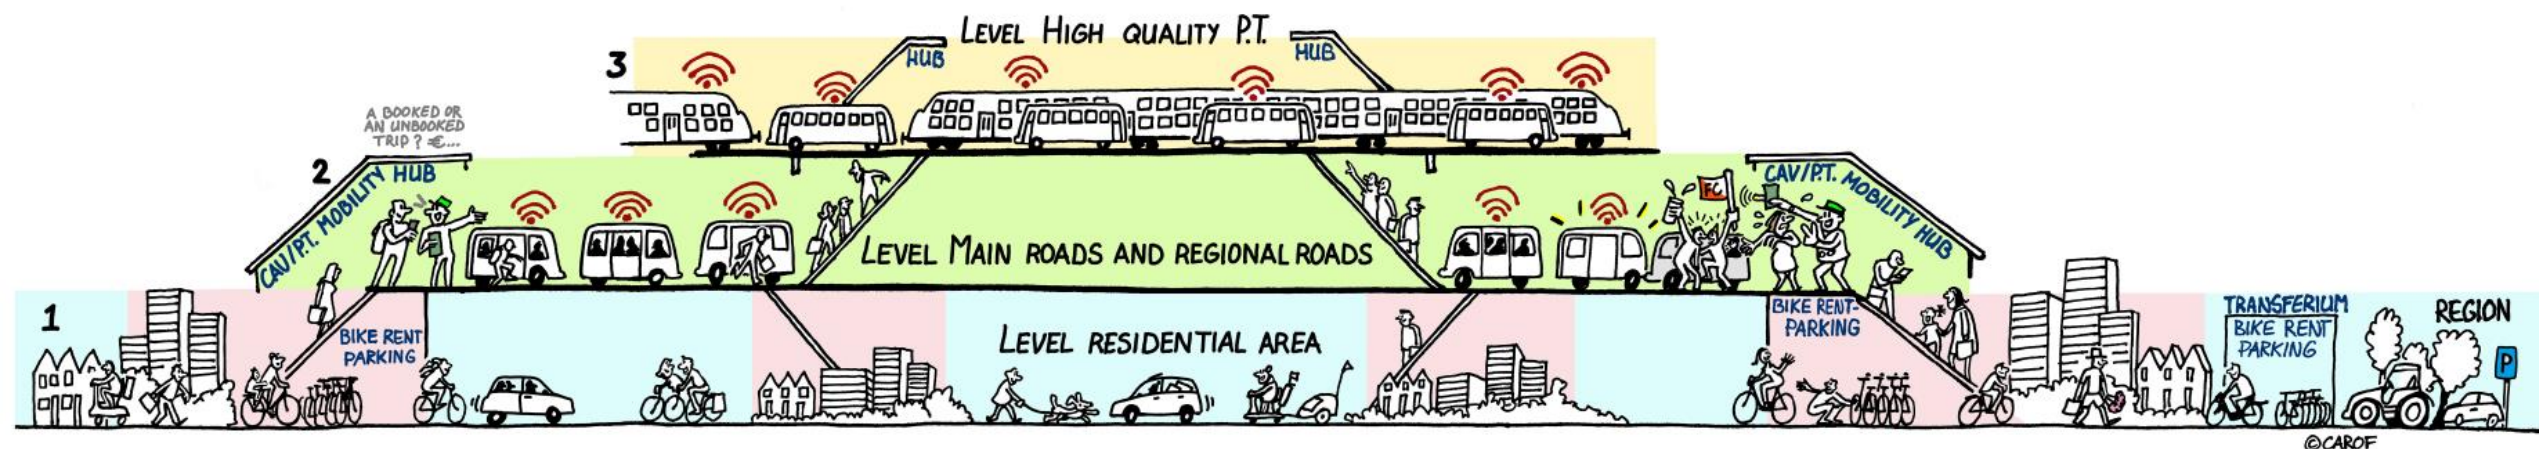 LEVEL HIGH QUALITY P.T.
3
HUB
HUB
A BOOKED OR
AN UNBOOKED
TRIP? €...
2
CAV/P.T. MOBILITY HUB
CAV/P.T. MOBILITY HUB
FC
LEVEL MAIN ROADS AND REGIONAL ROADS
1
BIKE RENT
PARKING
LEVEL RESIDENTIAL AREA
BIKE RENT-
PARKING
TRANSFERIUM
BIKE RENT
PARKING
REGION
P
©CAROF